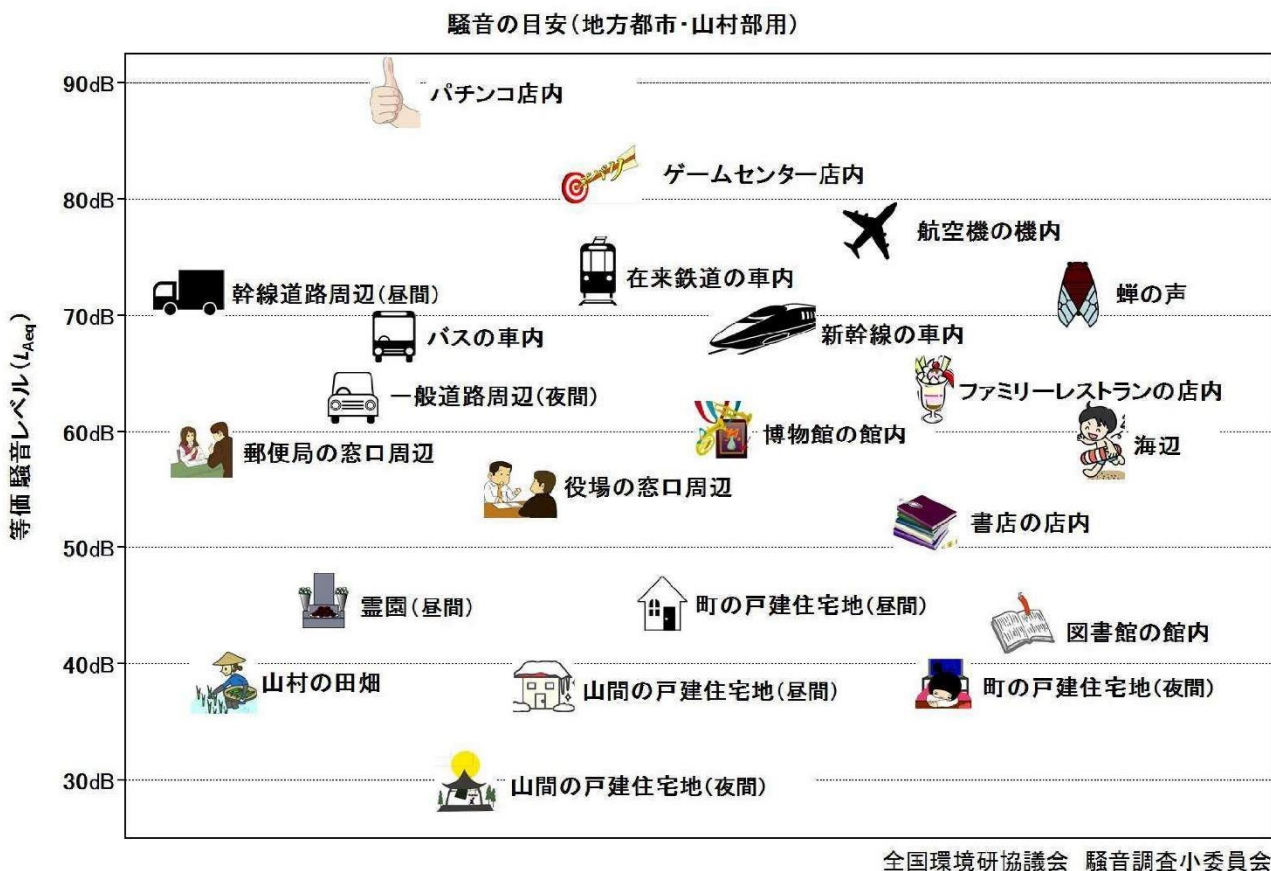 騒音の目安(地方都市・山村部用)
90dB
パチンコ店内
ゲームセンター店内
80dB
航空機の機内
在来鉄道の車内
幹線道路周辺(昼間)
蝉の声
70dB
バスの車内
新幹線の車内
一般道路周辺(夜間)
ファミリーレストランの店内
60dB
郵便局の窓口周辺
博物館の館内
海辺
役場の窓口周辺
書店の店内
50dB
霊園(昼間)
町の戸建住宅地(昼間)
図書館の館内
40dB
山村の田畑
山間の戸建住宅地(昼間)
町の戸建住宅地(夜間)
30dB
山間の戸建住宅地(夜間)
等価騒音レベル(LAeq)
全国環境研協議会 騒音調査小委員会